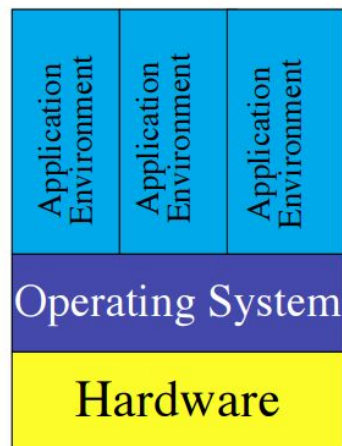 Application
Environment
Application
Environment
Application
Environment
Operating System
Hardware